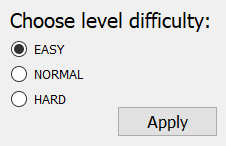 Choose level difficulty:
EASY
NORMAL
HARD
Apply